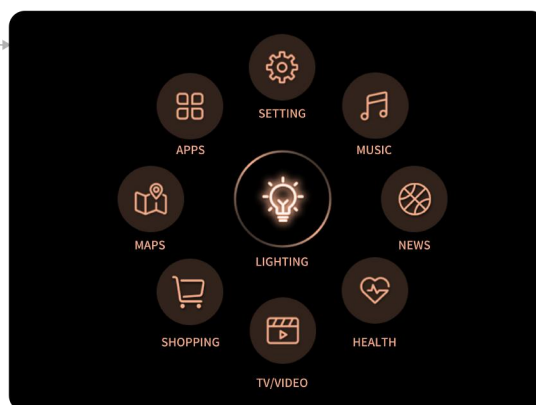 SETTING
APPS
MUSIC
MAPS
LIGHTING
NEWS
SHOPPING
HEALTH
TV/VIDEO